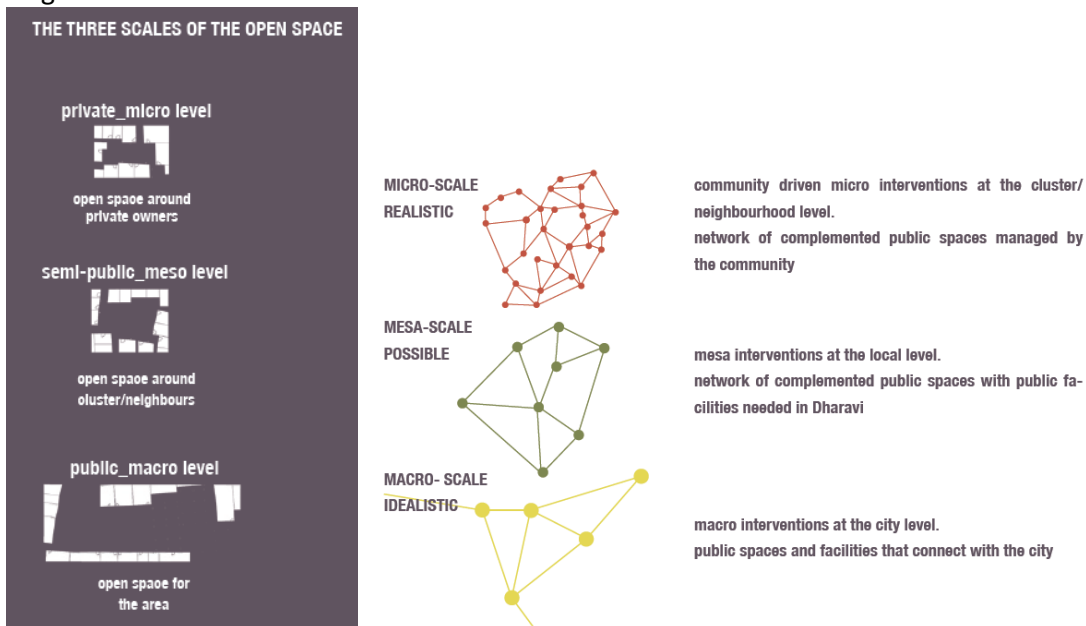 THE THREE SCALES OF THE OPEN SPACE
private_micro level
open space around
private owners
semi-public_meso level
open space around
cluster/neighbours
public_macro level
open space for
the area
MICRO-SCALE
REALISTIC
community driven micro interventions at the cluster/
neighbourhood level.
network of complemented public spaces managed by
the community
MESA-SCALE
POSSIBLE
mesa interventions at the local level.
network of complemented public spaces with public fa-
cilities needed in Dharavi
MACRO- SCALE
IDEALISTIC
macro interventions at the city level.
public spaces and facilities that connect with the city